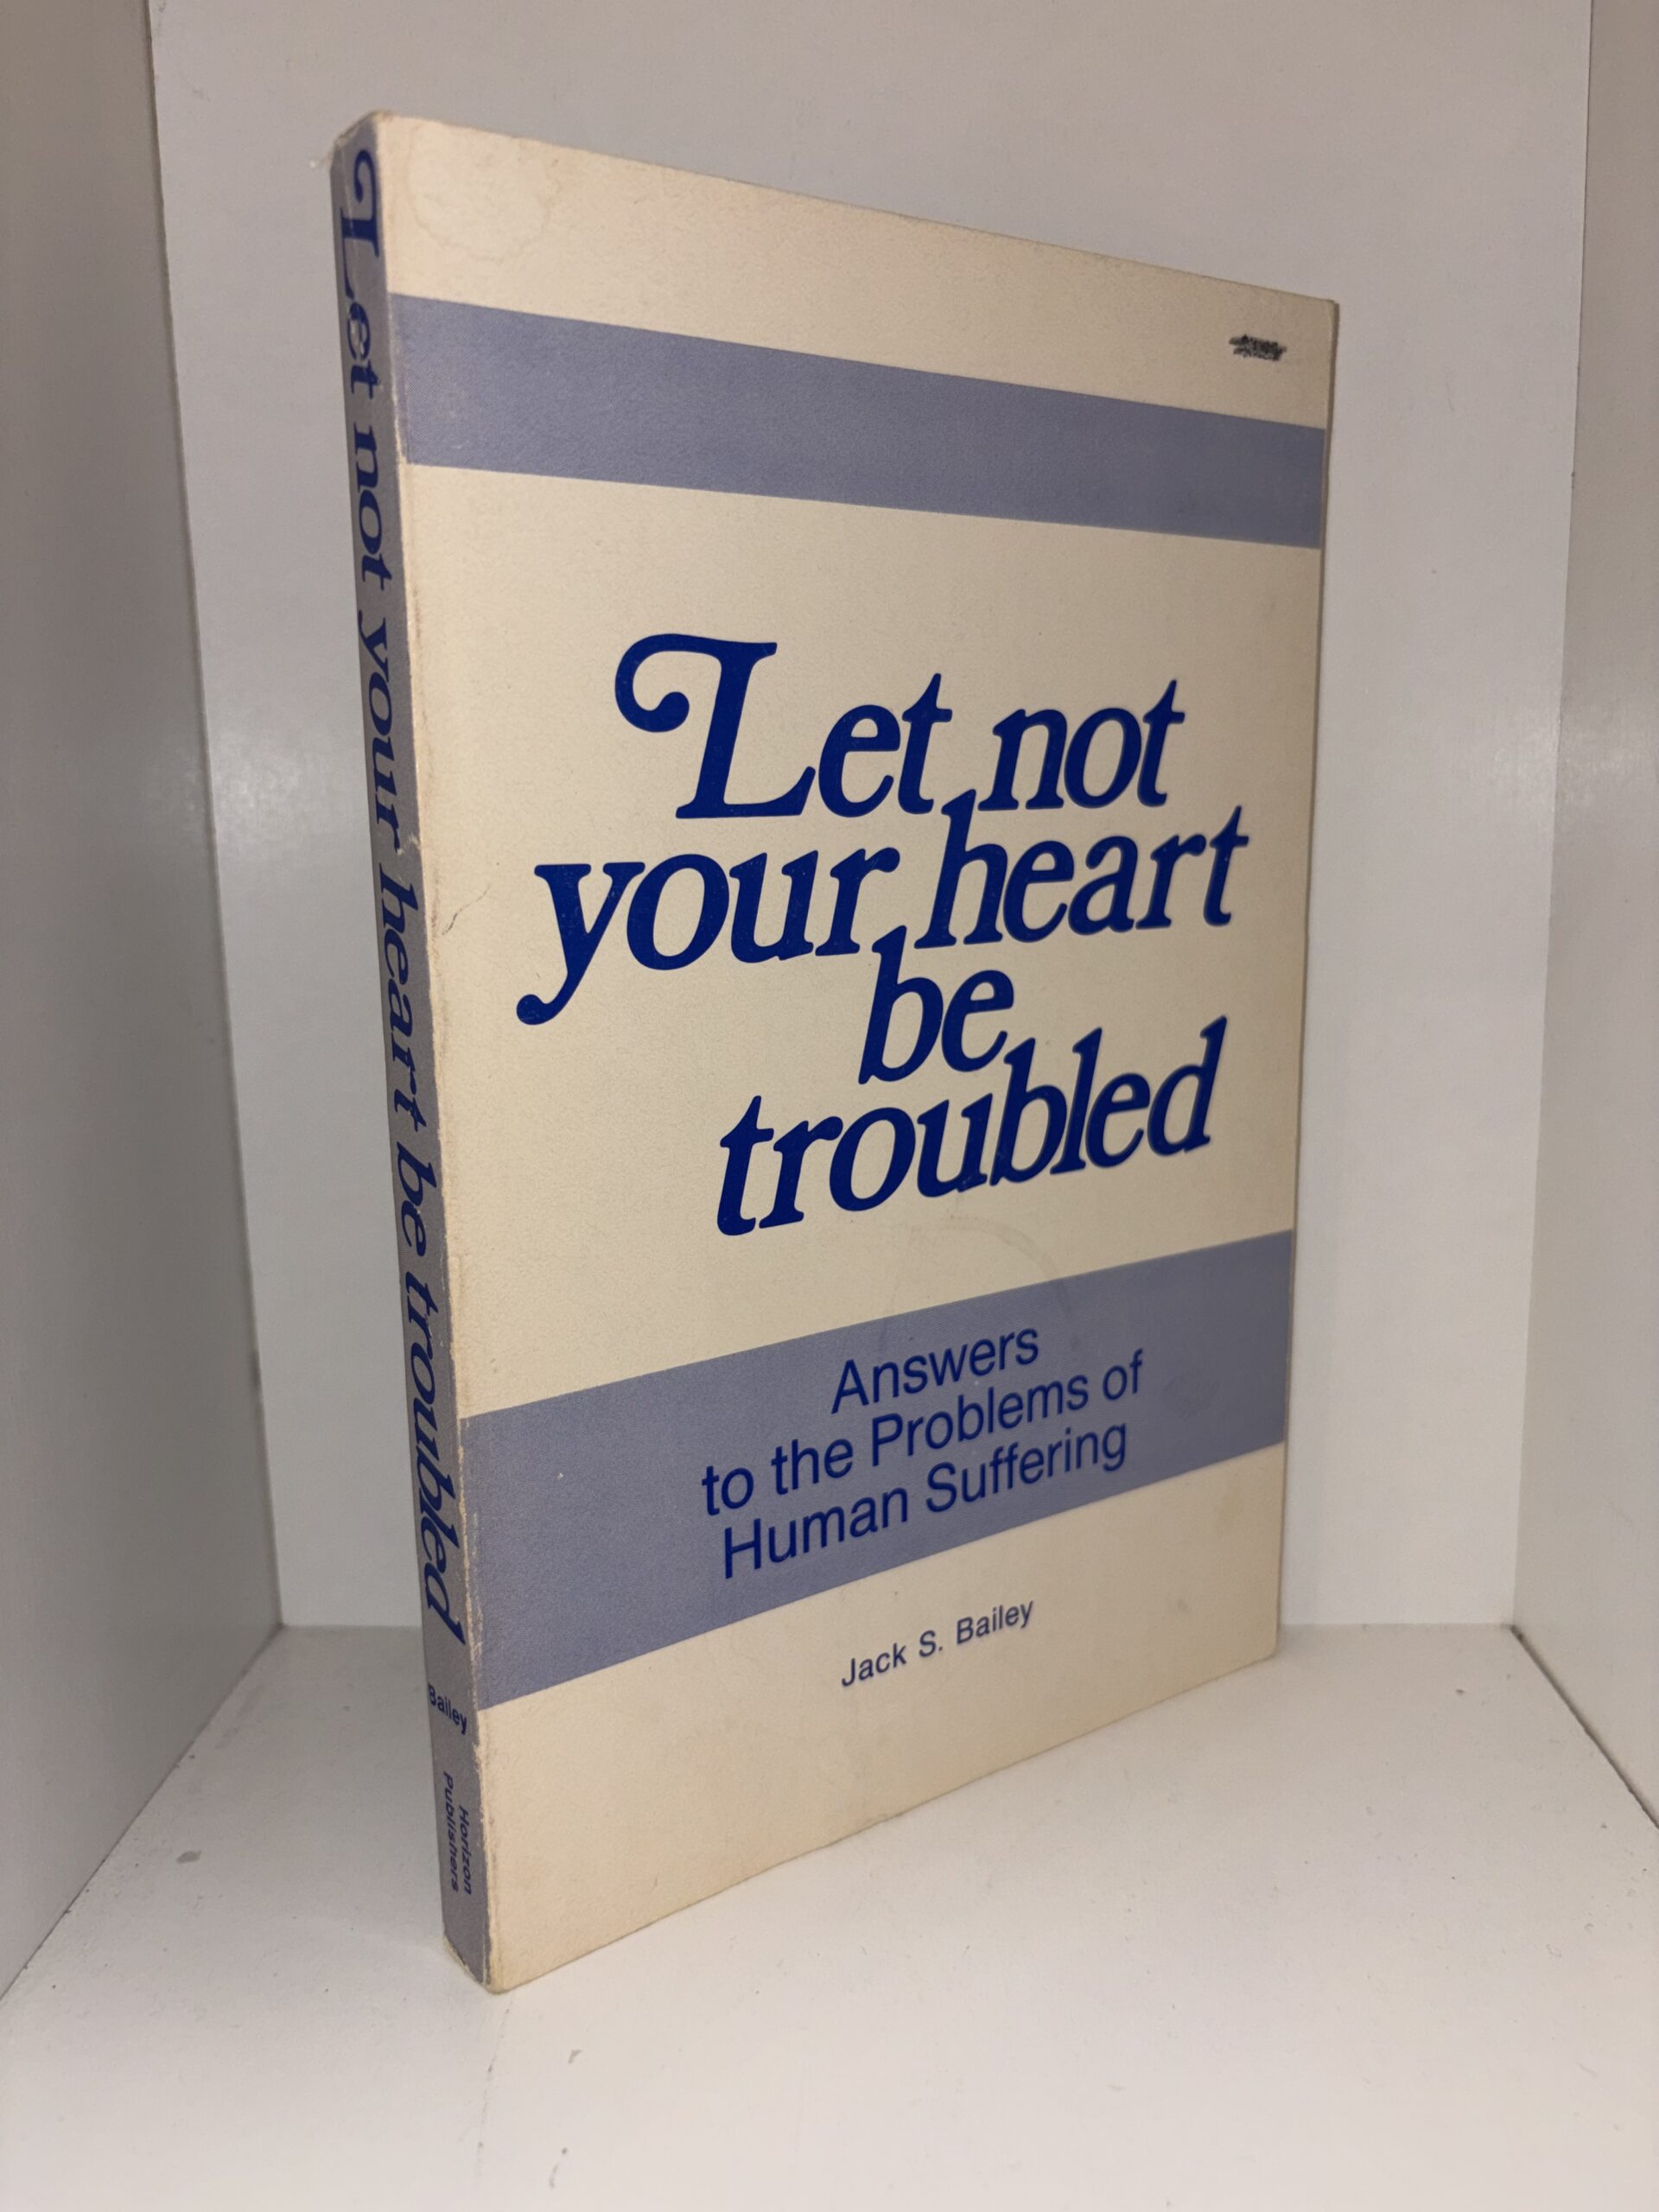 Let not your heart be troubled
Bailey
Horizon
Publishers
Let not
your heart
be
troubled
Answers
to the Problems of
Human Suffering
Jack S. Bailey